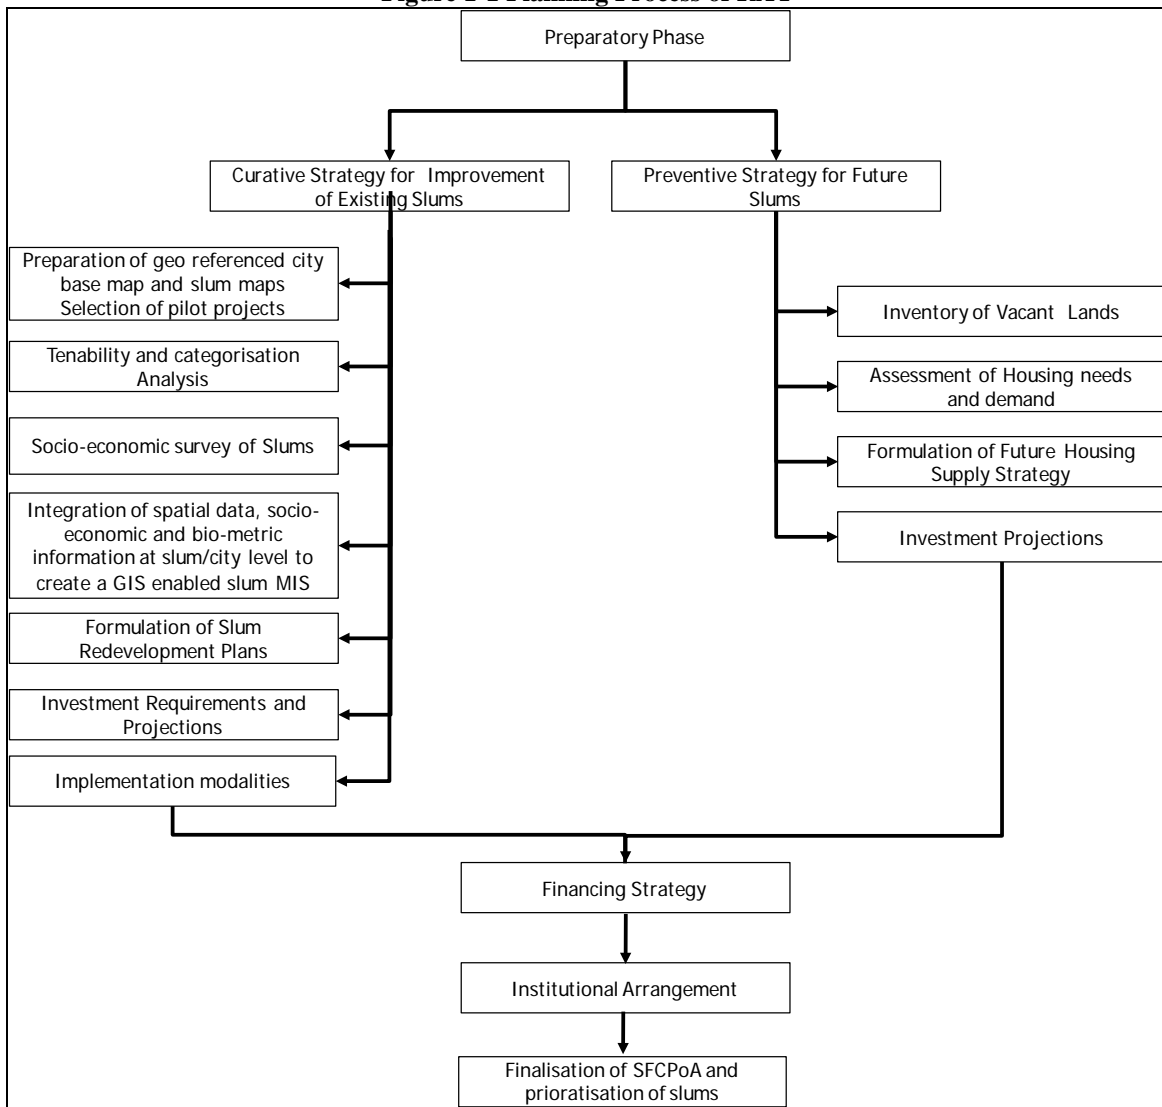 Preparatory Phase
Curative Strategy for Improvement
of Existing Slums
Preventive Strategy for Future
Slums
Preparation of geo referenced city
base map and slum maps
Selection of pilot projects
Tenability and categorisation
Analysis
Socio-economic survey of Slums
Integration of spatial data, socio-
economic and bio-metric
information at slum/city level to
create a GIS enabled slum MIS
Formulation of Slum
Redevelopment Plans
Investment Requirements and
Projections
Implementation modalities
Inventory of Vacant Lands
Assessment of Housing needs
and demand
Formulation of Future Housing
Supply Strategy
Investment Projections
Financing Strategy
Institutional Arrangement
Finalisation of SFCPoA and
prioratisation of slums